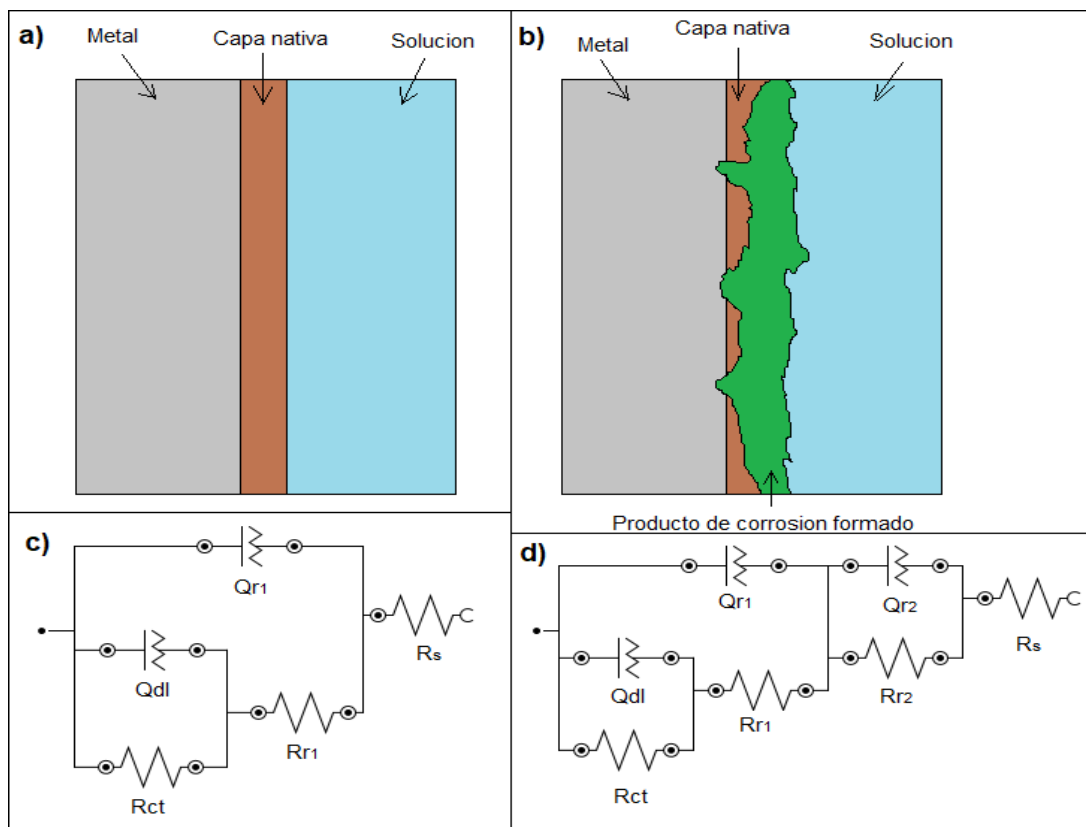 a)
Metal
Capa nativa
Solucion
b)
Metal
Capa nativa
Solucion
Producto de corrosion formado
c)
Qr1
Rs
Qdl
Rr1
Rct
d)
Qr1
Qr2
Rs
Qdl
Rr1
Rr2
Rct